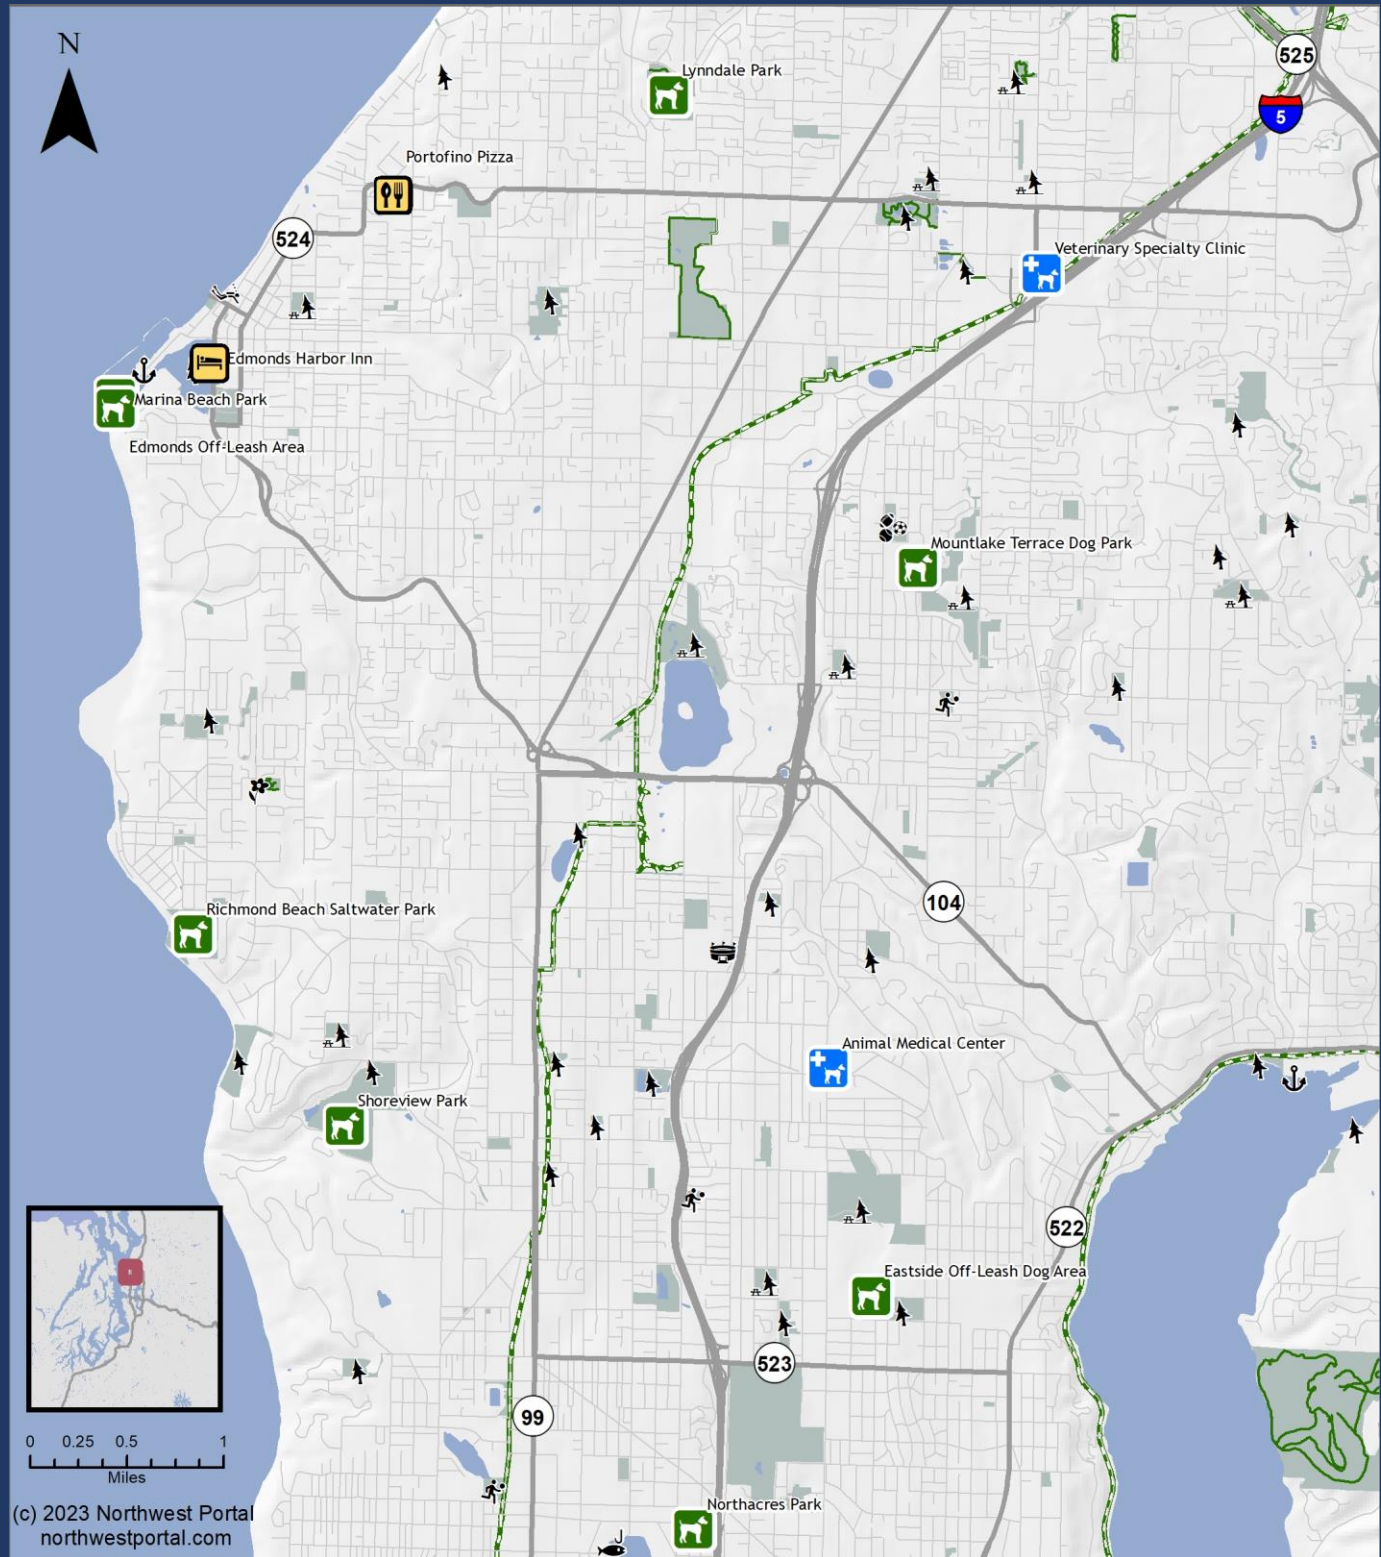 N
Lynndale Park
525
5
Portofino Pizza
524
Veterinary Specialty Clinic
Edmonds Harbor Inn
Marina Beach Park
Edmonds Off-Leash Area
Mountlake Terrace Dog Park
104
Richmond Beach Saltwater Park
Animal Medical Center
Shoreview Park
522
Eastside Off-Leash Dog Area
523
99
0 0.25 0.5 1
Miles
Northacres Park
(c) 2023 Northwest Portal
northwestportal.com